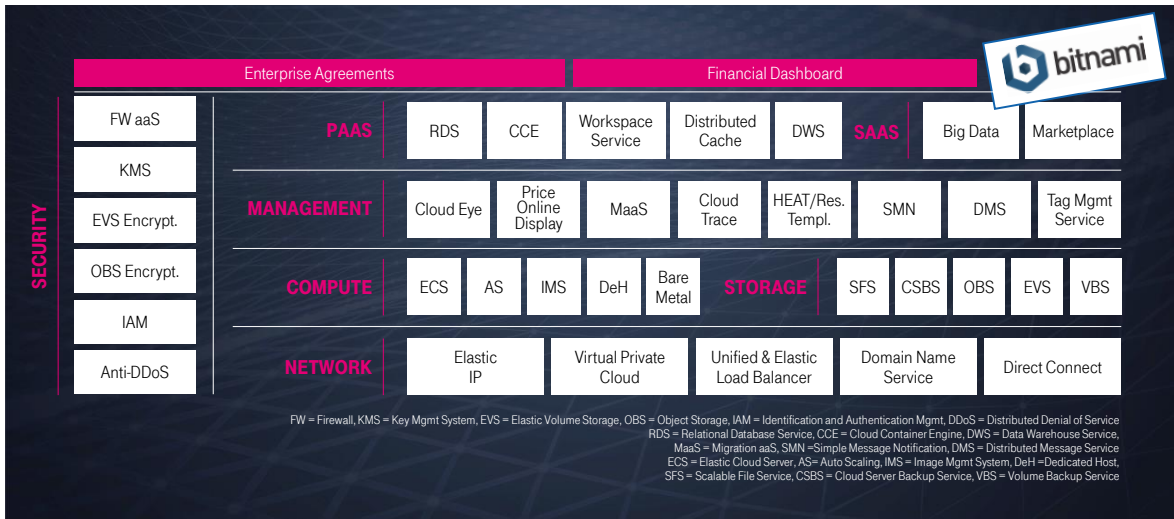 bitnami
Enterprise Agreements
Financial Dashboard
SECURITY
FW aaS
KMS
EVS Encrypt.
OBS Encrypt.
IAM
Anti-DDoS
PAAS
RDS
CCE
Workspace
Service
Distributed
Cache
DWS
SAAS
Big Data
Marketplace
MANAGEMENT
Cloud Eye
Price
Online
Display
MaaS
Cloud
Trace
HEAT/Res.
Templ.
SMN
DMS
Tag Mgmt
Service
COMPUTE
ECS
AS
IMS
DeH
Bare
Metal
STORAGE
SFS
CSBS
OBS
EVS
VBS
NETWORK
Elastic
IP
Virtual Private
Cloud
Unified & Elastic
Load Balancer
Domain Name
Service
Direct Connect
FW = Firewall, KMS = Key Mgmt System, EVS = Elastic Volume Storage, OBS = Object Storage, IAM = Identification and Authentication Mgmt, DDoS = Distributed Denial of Service
RDS = Relational Database Service, CCE = Cloud Container Engine, DWS = Data Warehouse Service,
MaaS = Migration aaS, SMN =Simple Message Notification, DMS = Distributed Message Service
ECS = Elastic Cloud Server, AS= Auto Scaling, IMS = Image Mgmt System, DeH =Dedicated Host,
SFS = Scalable File Service, CSBS = Cloud Server Backup Service, VBS = Volume Backup Service